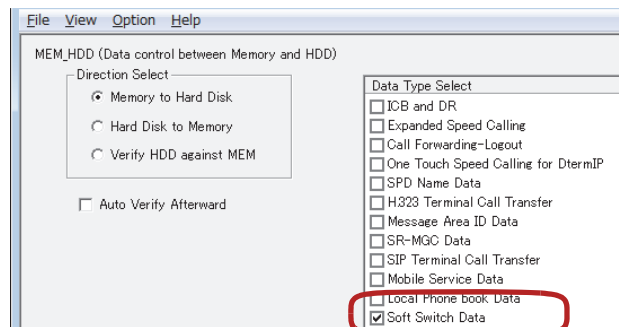 File View Option Help
MEM_HDD (Data control between Memory and HDD)
Direction Select
Memory to Hard Disk
Hard Disk to Memory
Verify HDD against MEM
Auto Verify Afterward
Data Type Select
ICB and DR
Expanded Speed Calling
Call Forwarding-Logout
One Touch Speed Calling for DtermIP
SPD Name Data
H.323 Terminal Call Transfer
Message Area ID Data
SR-MGC Data
SIP Terminal Call Transfer
Mobile Service Data
Local Phone book Data
Soft Switch Data